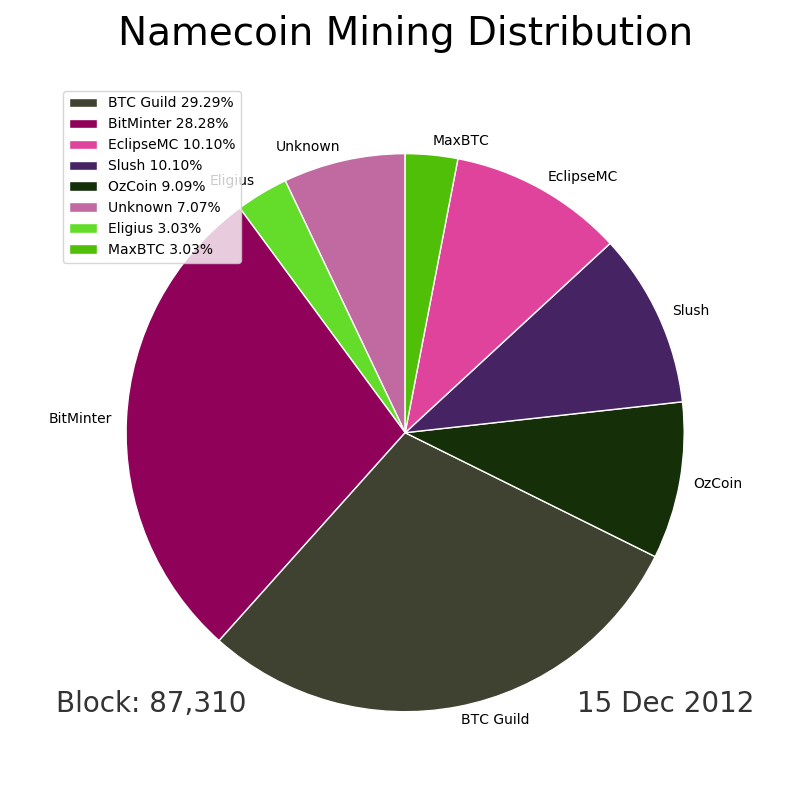 Namecoin Mining Distribution
BTC Guild 29.29%
BitMinter 28.28%
EclipseMC 10.10%
Slush 10.10%
OzCoin 9.09%
Unknown 7.07%
Eligius 3.03%
MaxBTC 3.03%
MaxBTC
Unknown
EclipseMC
Eligius
Slush
BitMinter
OzCoin
Block: 87,310
15 Dec 2012
BTC Guild